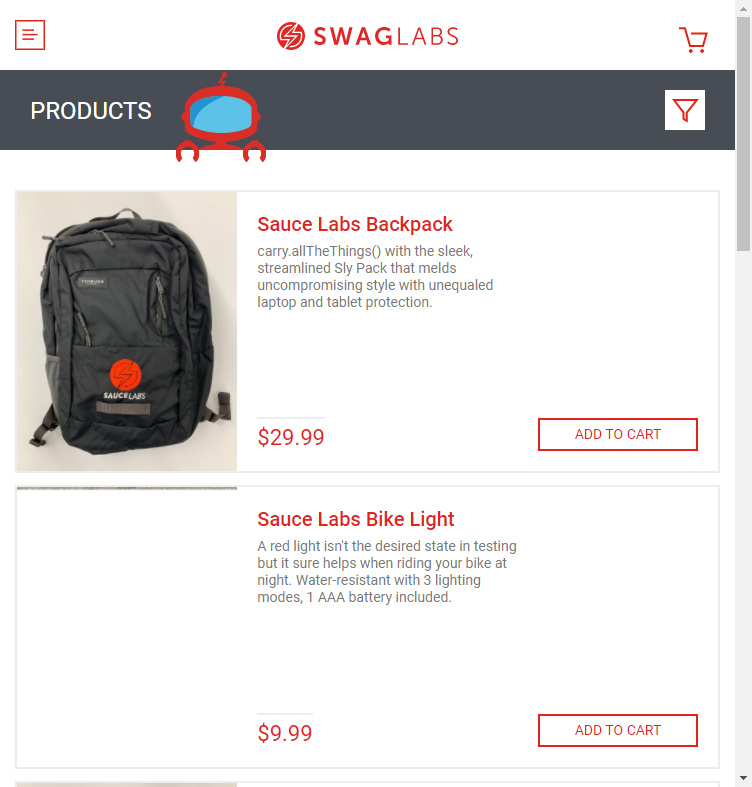 SWAGLABS
PRODUCTS
SAUCELABS
Sauce Labs Backpack
carry.allTheThings() with the sleek,
streamlined Sly Pack that melds
uncompromising style with unequaled
laptop and tablet protection.
$29.99
ADD TO CART
Sauce Labs Bike Light
A red light isn't the desired state in testing
but it sure helps when riding your bike at
night. Water-resistant with 3 lighting
modes, 1 AAA battery included.
$9.99
ADD TO CART